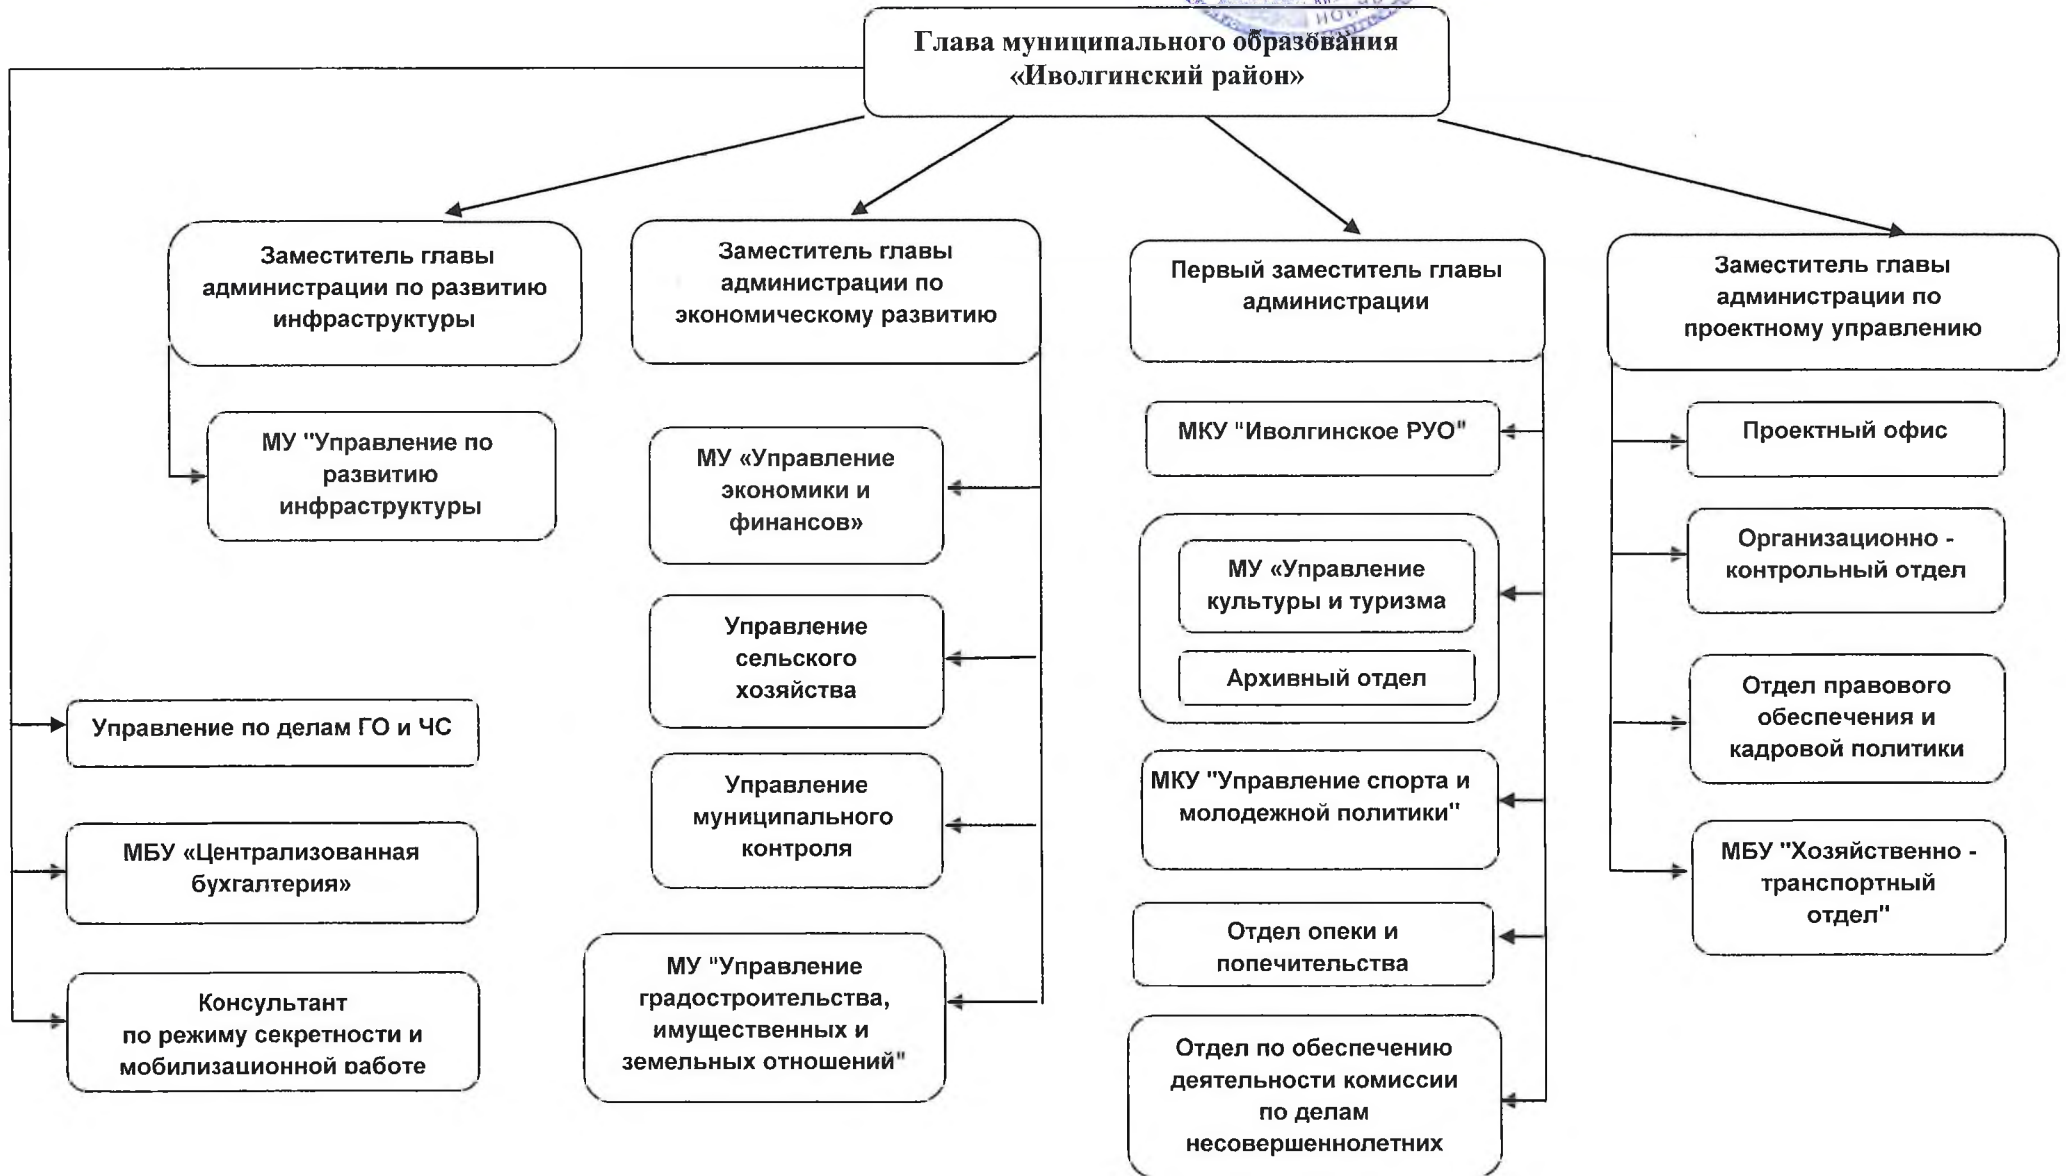 Глава муниципального образования
«Иволгинский район»
Заместитель главы
администрации по развитию
инфраструктуры
Заместитель главы
администрации по
экономическому развитию
Первый заместитель главы
администрации
Заместитель главы
администрации по
проектному управлению
МУ "Управление по
развитию
инфраструктуры
МУ «Управление
экономики и
финансов»
Управление
сельского
хозяйства
Управление
муниципального
контроля
МУ "Управление
градостроительства,
имущественных и
земельных отношений"
МКУ "Иволгинское РУО"
МУ «Управление
культуры и туризма
Архивный отдел
МКУ "Управление спорта и
молодежной политики"
Отдел опеки и
попечительства
Отдел по обеспечению
деятельности комиссии
по делам
несовершеннолетних
Проектный офис
Организационно -
контрольный отдел
Отдел правового
обеспечения и
кадровой политики
МБУ "Хозяйственно -
транспортный
отдел"
Управление по делам ГО и ЧС
МБУ «Централизованная
бухгалтерия»
Консультант
по режиму секретности и
мобилизационной работе